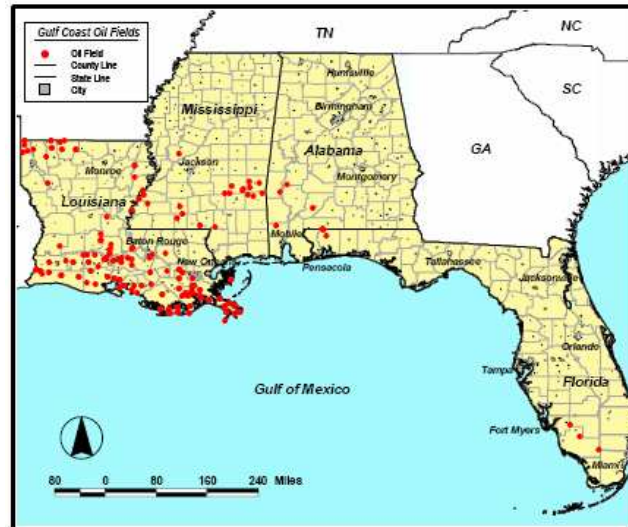 Gulf Coast Oil Fields
Oil Field
County Line
State Line
City
TN
NC
SC
GA
Huntsville
Mississippi
Birmingham
Alabama
Jackson
Monroe
Montgomery
Louisiana
Baton Rouge
Mobile
New Orleans
Pensacola
Tallahassee
Jacksonville
Orlando
Tampa
Florida
Gulf of Mexico
Fort Myers
Miami
80 0 80 160 240 Miles